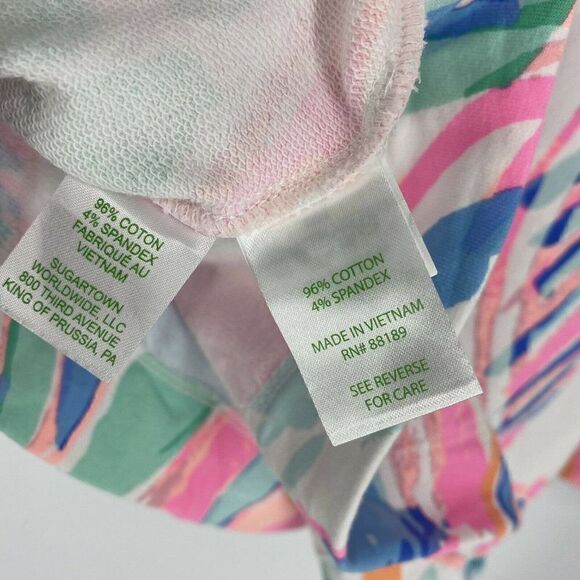 96% COTON
4% SPANDEX
FABRIQUÉ AU
VIETNAM
SUGARTOWN
WORLDWIDE, LLC
800 THIRD AVENUE
KING OF PRUSSIA, PA
96% COTTON
4% SPANDEX
MADE IN VIETNAM
RN# 88189
SEE REVERSE
FOR CARE